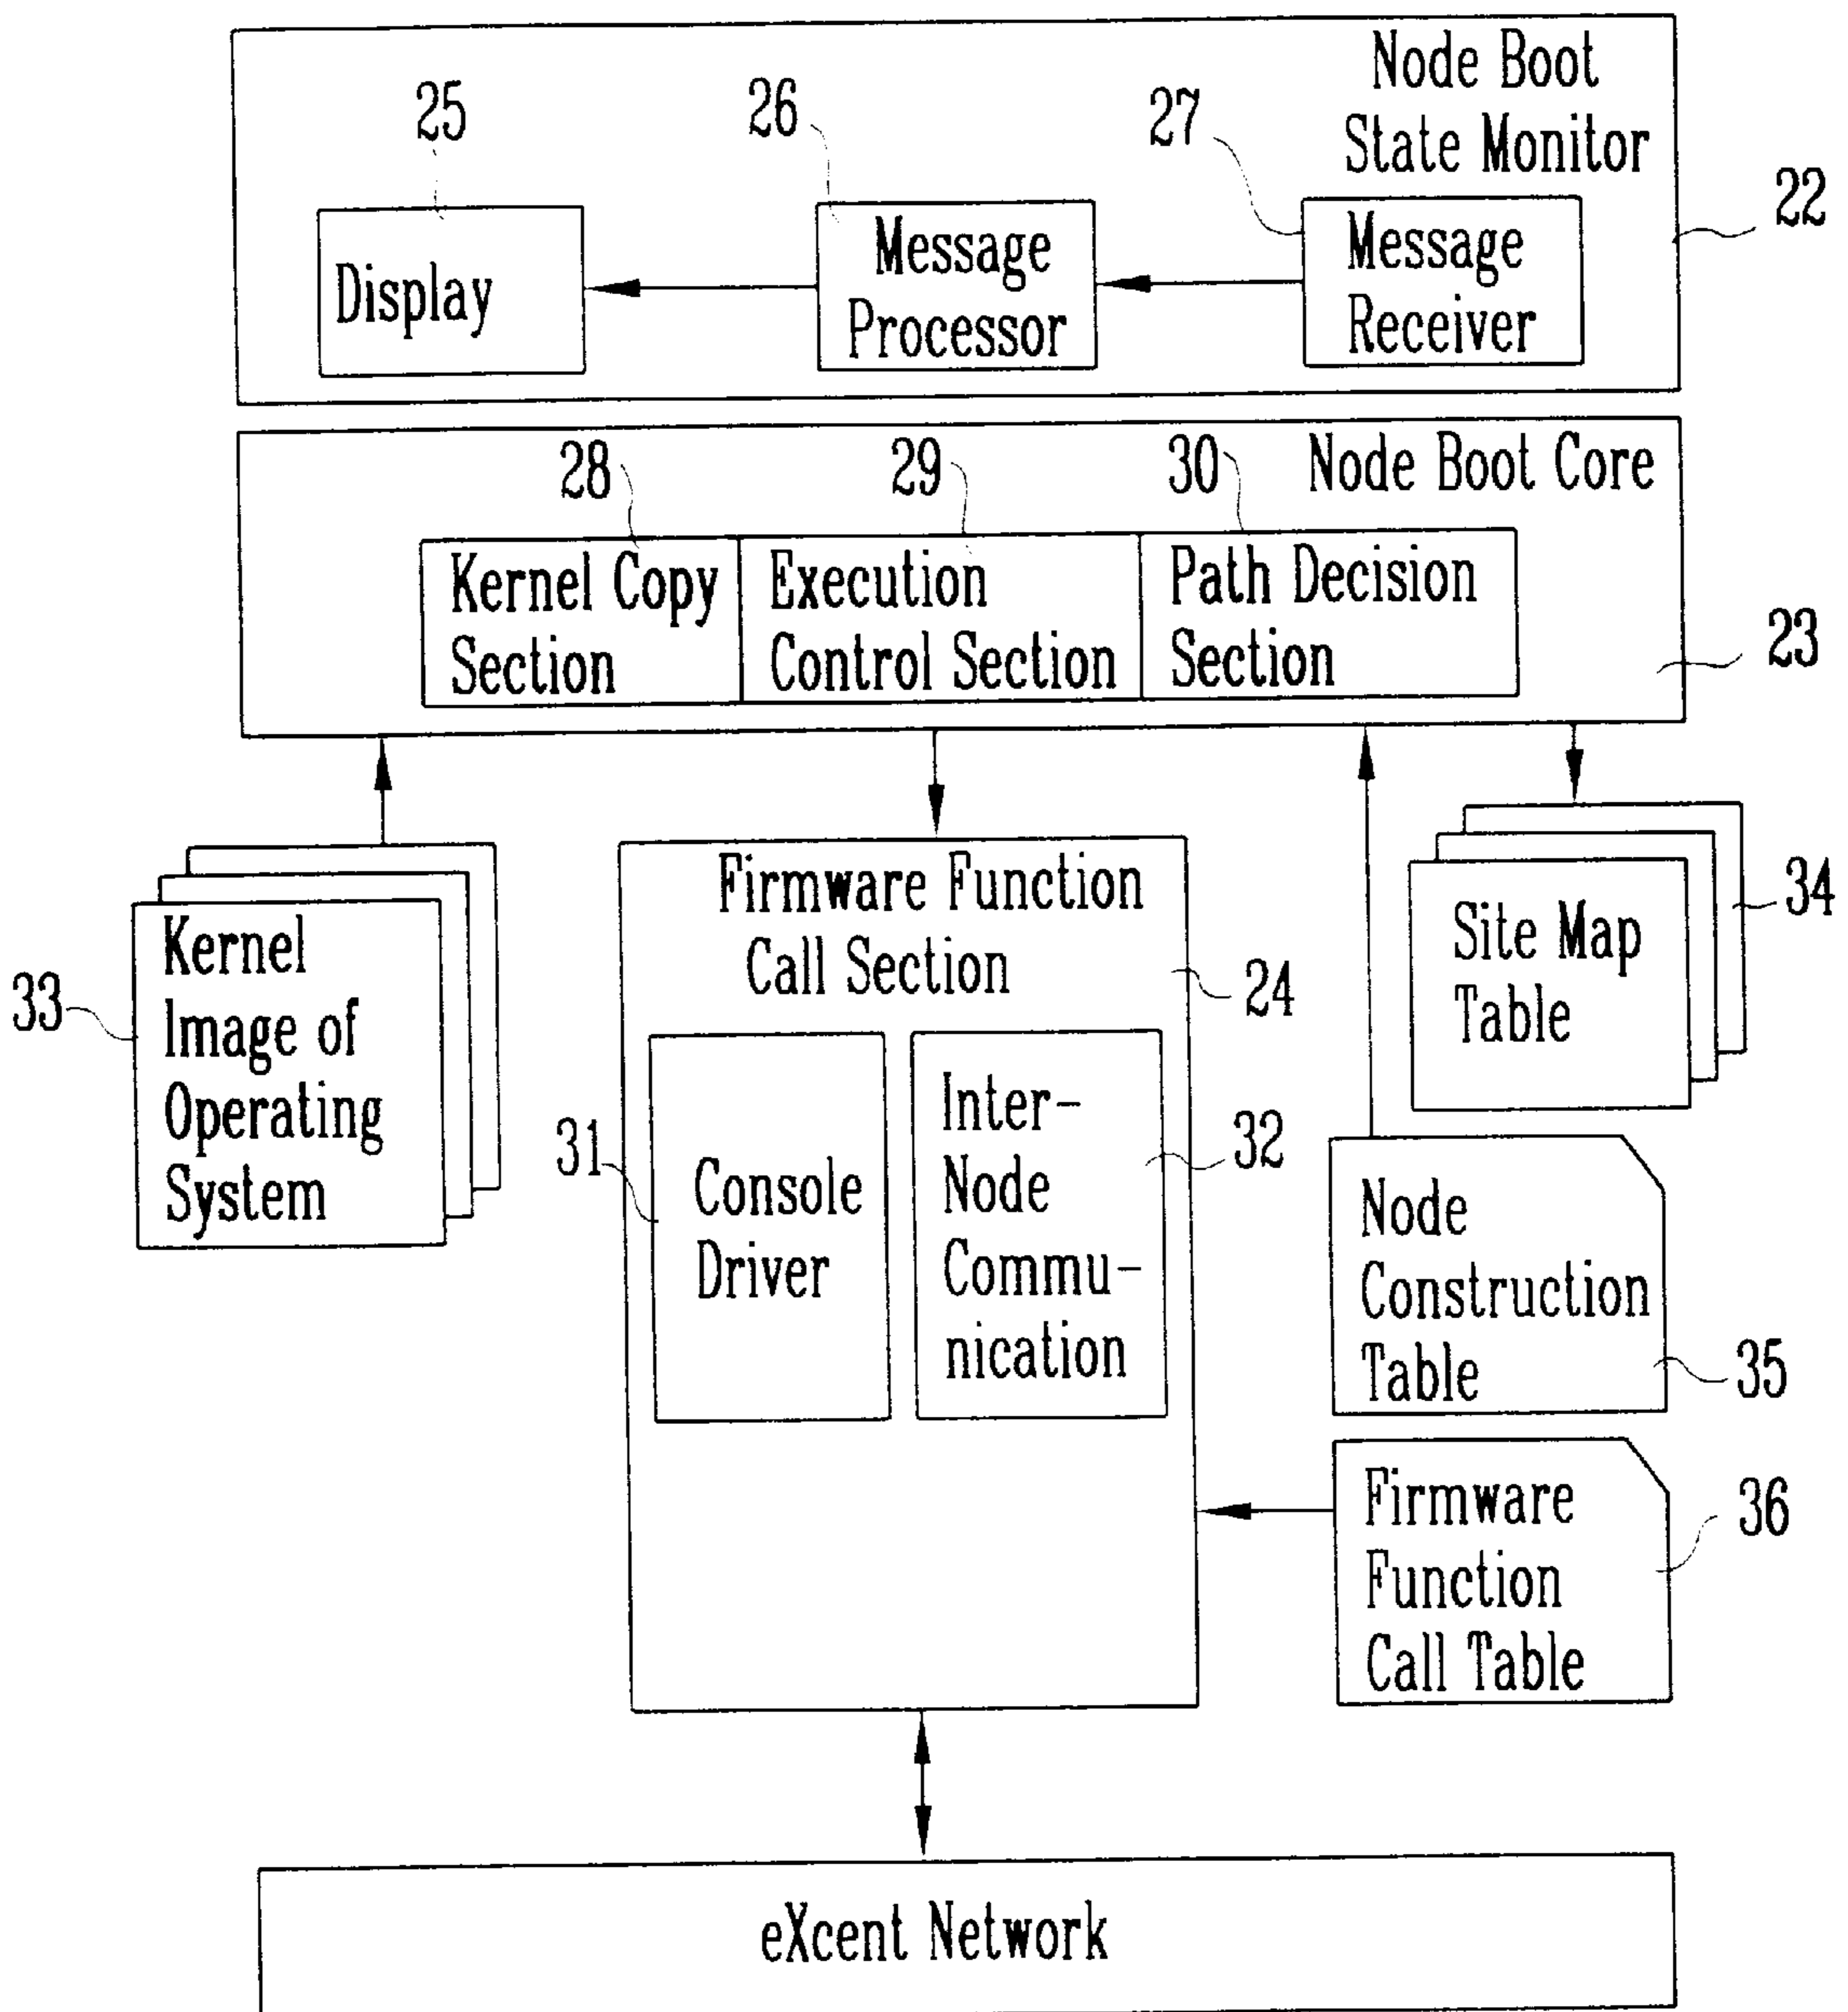 Node Boot
State Monitor
22
25
26
27
Display
Message
Processor
Message
Receiver
Node Boot Core
23
28
29
30
Kernel Copy
Section
Execution
Control Section
Path Decision
Section
33
Kernel
Image of
Operating
System
Firmware Function
Call Section
24
31
Console
Driver
Inter-
Node
Commu-
nication
32
34
Site Map
Table
Node
Construction
Table
35
Firmware
Function
Call Table
36
eXcent Network